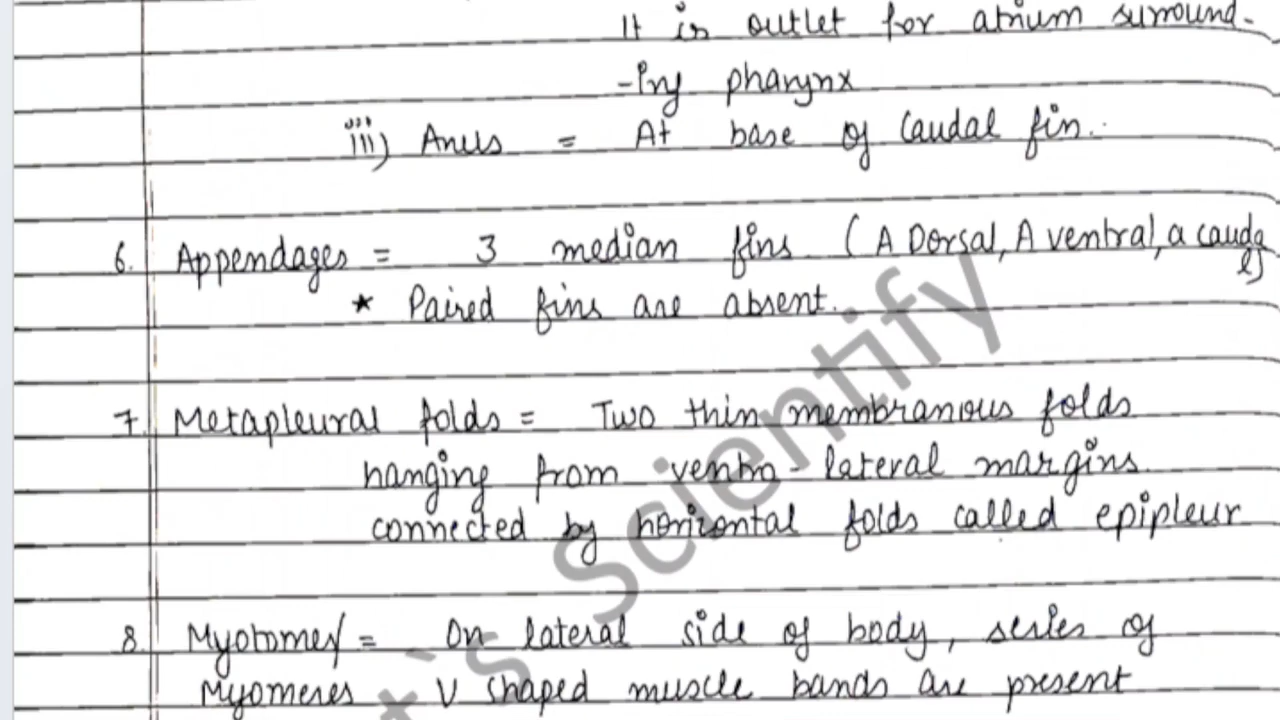 It is outlet for atrium surround-
-ing pharynx
iii) Anus = At base of caudal fin.
6. Appendages = 3 median fins (A Dorsal, A ventral, a cauda
l)
* Paired fins are absent.
7. Metapleural folds = Two thin membranous folds
hanging from ventro-lateral margins
connected by horizontal folds called epipleur
8. Myotomes/ = On lateral side of body, series of
Myomeres V shaped muscle bands are present
t's Scientify